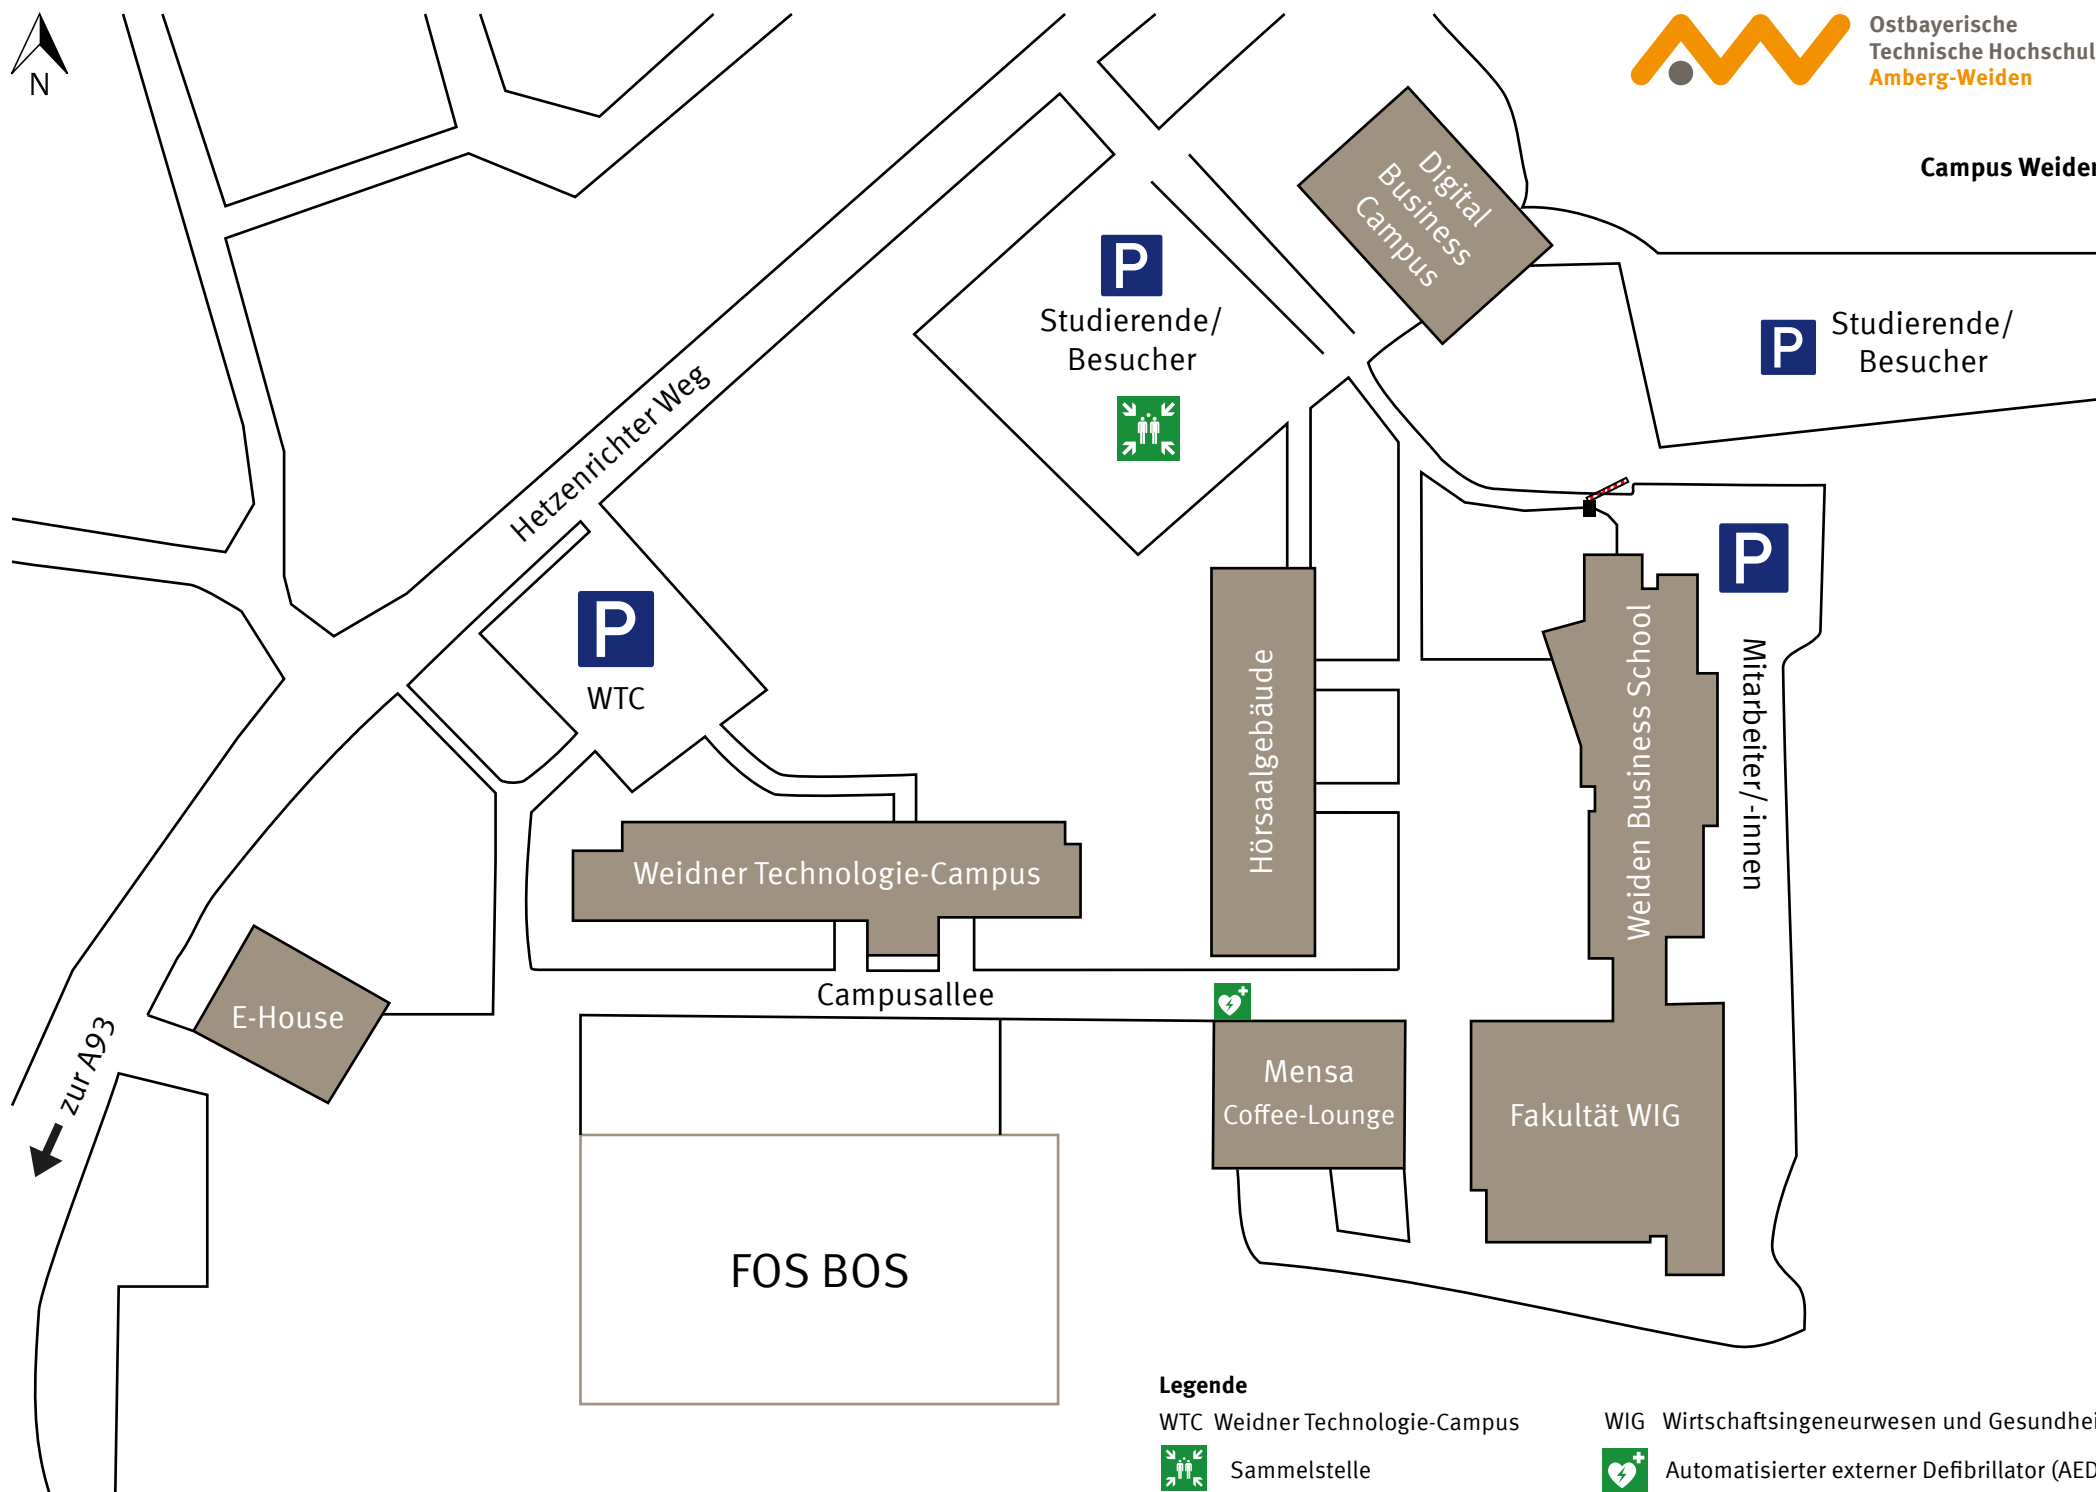 N
Ostbayerische
Technische Hochschul
Amberg-Weiden
Campus Weiden
Digital
Business
Campus
P
Studierende/
Besucher
P
Studierende/
Besucher
Hetzenrichter Weg
P
WTC
P
Mitarbeiter/-innen
Hörsaalgebäude
Weiden Business School
Weidner Technologie-Campus
Campusallee
E-House
zur A93
Mensa
Coffee-Lounge
Fakultät WIG
FOS BOS
Legende
WTC Weidner Technologie-Campus
WIG Wirtschaftsingeneurwesen und Gesundhei
Sammelstelle
Automatisierter externer Defibrillator (AED